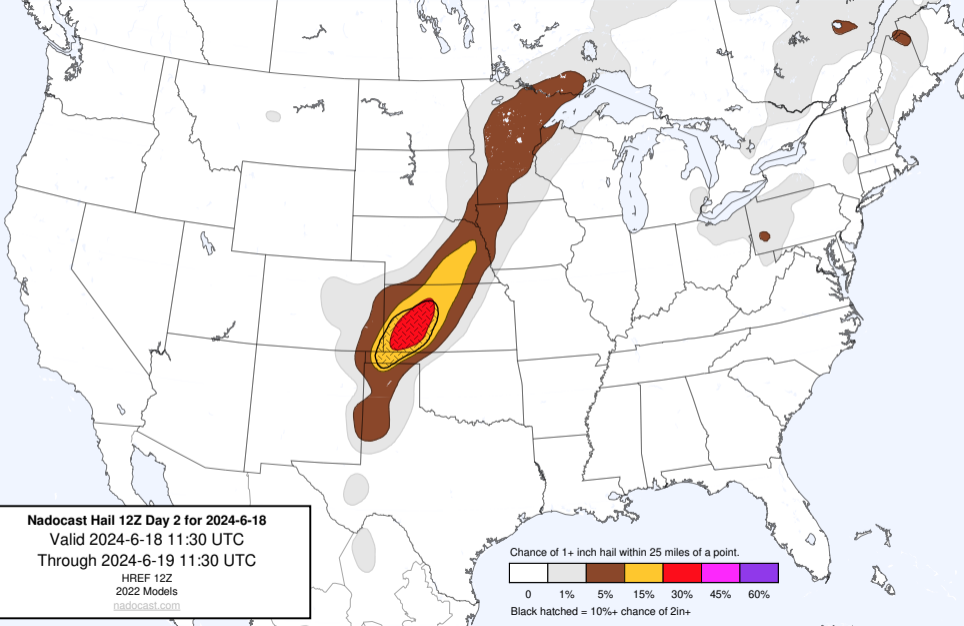 Nadocast Hail 12Z Day 2 for 2024-6-18
Valid 2024-6-18 11:30 UTC
Through 2024-6-19 11:30 UTC
HREF 12Z
2022 Models
nadocast.com
Chance of 1+ inch hail within 25 miles of a point.
0 1% 5% 15% 30% 45% 60%
Black hatched = 10%+ chance of 2in+